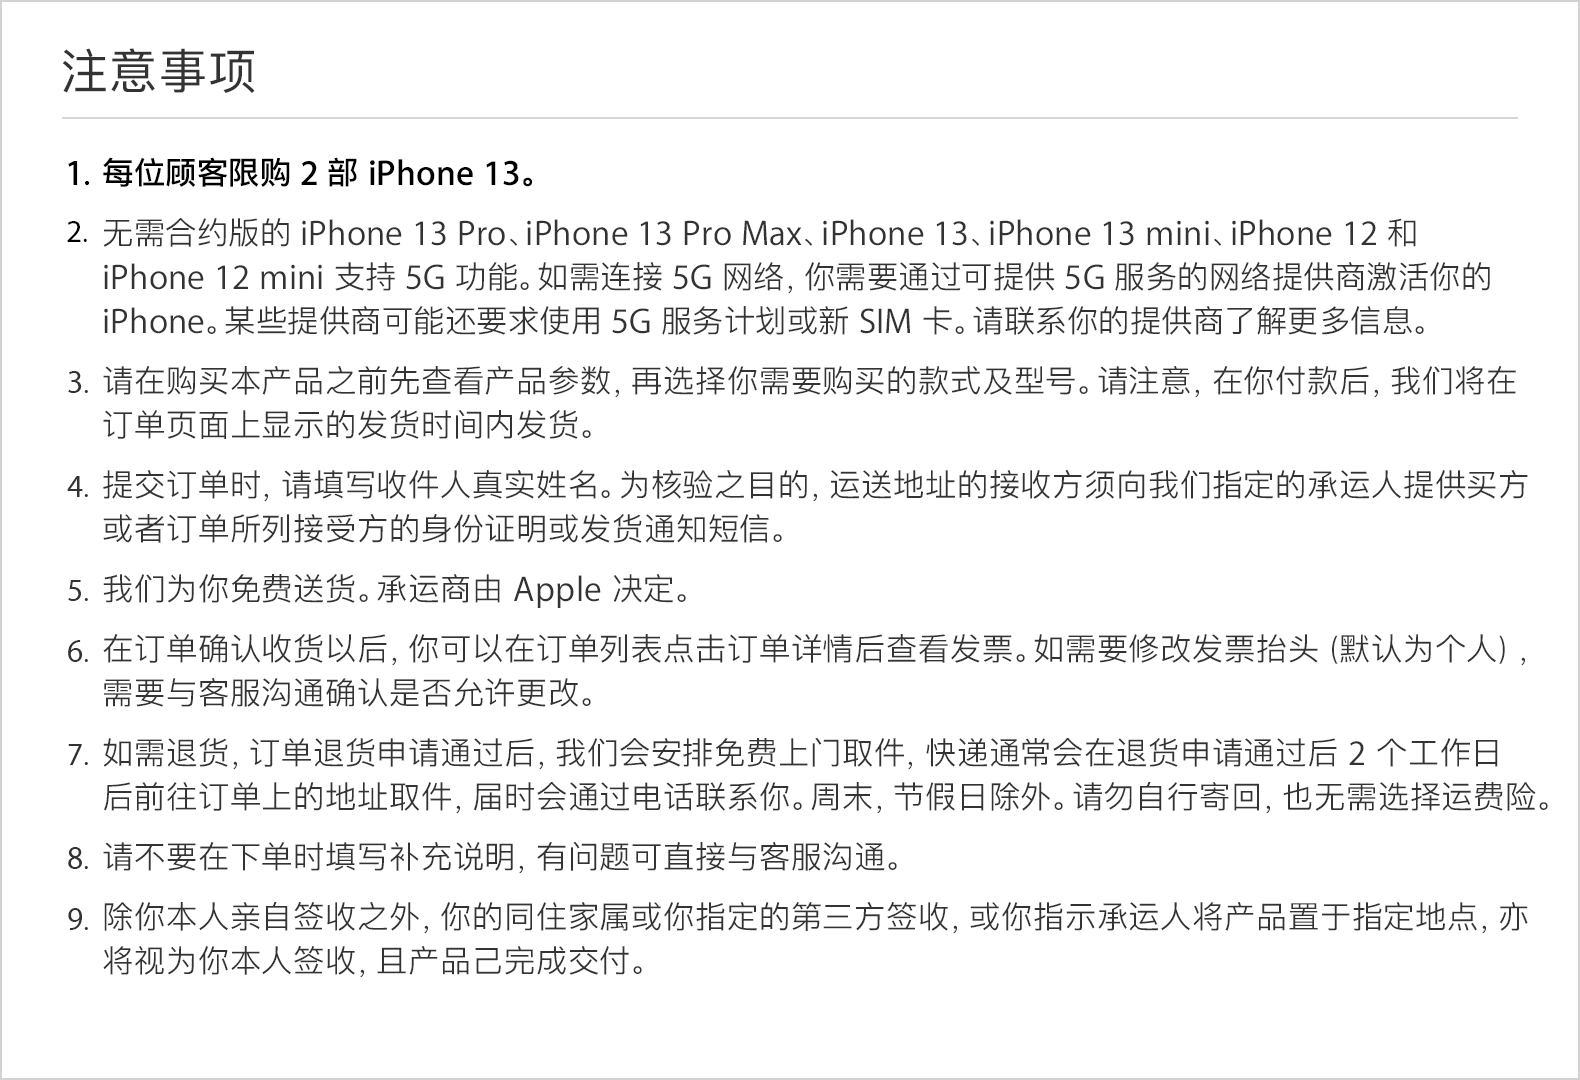 注意事项
1. 每位顾客限购 2 部 iPhone 13。
2. 无需合约版的 iPhone 13 Pro、iPhone 13 Pro Max、iPhone 13、iPhone 13 mini、iPhone 12 和
iPhone 12 mini 支持 5G 功能。如需连接 5G 网络, 你需要通过可提供 5G 服务的网络提供商激活你的
iPhone。某些提供商可能还要求使用 5G 服务计划或新 SIM 卡。请联系你的提供商了解更多信息。
3. 请在购买本产品之前先查看产品参数, 再选择你需要购买的款式及型号。请注意, 在你付款后, 我们将在
订单页面上显示的发货时间内发货。
4. 提交订单时, 请填写收件人真实姓名。为核验之目的, 运送地址的接收方须向我们指定的承运人提供买方
或者订单所列接受方的身份证明或发货通知短信。
5. 我们为你免费送货。承运商由 Apple 决定。
6. 在订单确认收货以后, 你可以在订单列表点击订单详情后查看发票。如需要修改发票抬头 (默认为个人) ,
需要与客服沟通确认是否允许更改。
7. 如需退货, 订单退货申请通过后, 我们会安排免费上门取件, 快递通常会在退货申请通过后 2 个工作日
后前往订单上的地址取件, 届时会通过电话联系你。周末, 节假日除外。请勿自行寄回, 也无需选择运费险。
8. 请不要在下单时填写补充说明, 有问题可直接与客服沟通。
9. 除你本人亲自签收之外, 你的同住家属或你指定的第三方签收, 或你指示承运人将产品置于指定地点, 亦
将视为你本人签收, 且产品己完成交付。